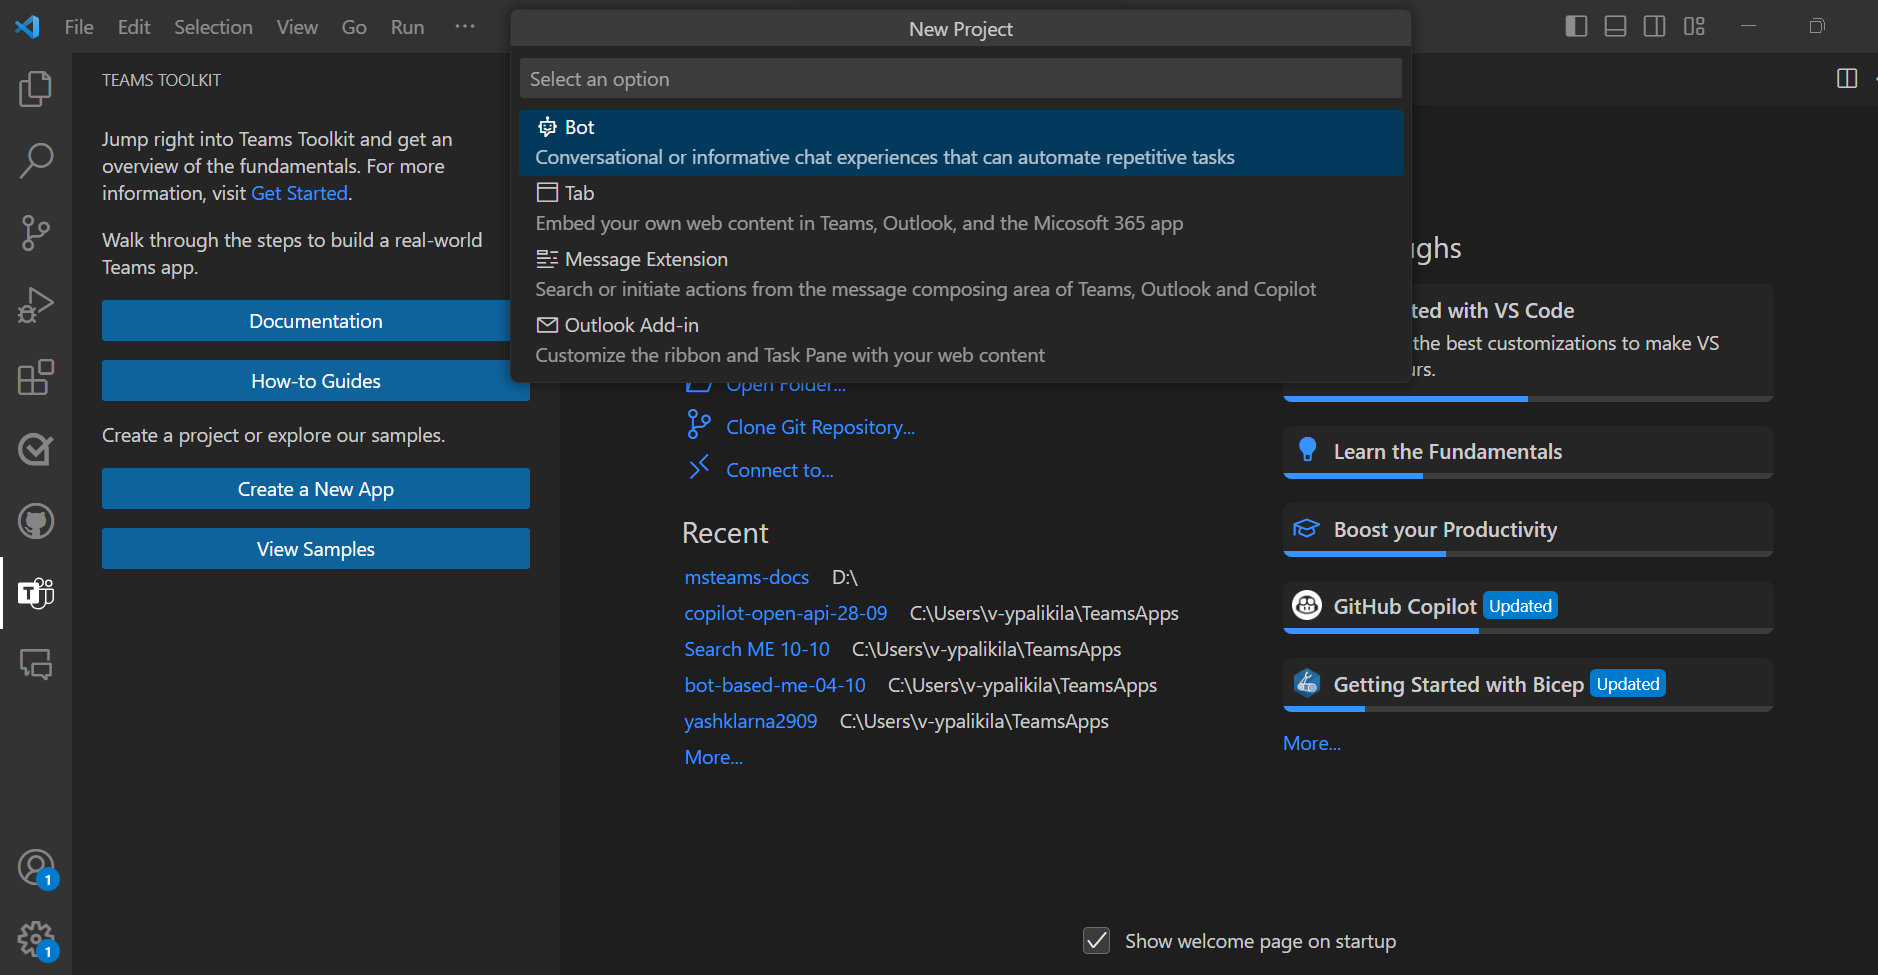 File Edit Selection View Go Run ···
New Project
TEAMS TOOLKIT
Jump right into Teams Toolkit and get an
overview of the fundamentals. For more
information, visit Get Started.
Walk through the steps to build a real-world
Teams app.
Documentation
How-to Guides
Create a project or explore our samples.
Create a New App
View Samples
1
1
Select an option
Bot
Conversational or informative chat experiences that can automate repetitive tasks
Tab
Embed your own web content in Teams, Outlook, and the Micosoft 365 app
Message Extension
Search or initiate actions from the message composing area of Teams, Outlook and Copilot
Outlook Add-in
Customize the ribbon and Task Pane with your web content
Open Folder...
Clone Git Repository...
Connect to...
Recent
msteams-docs D:\
copilot-open-api-28-09 C:\Users\v-ypalikila\TeamsApps
Search ME 10-10 C:\Users\v-ypalikila\TeamsApps
bot-based-me-04-10 C:\Users\v-ypalikila\TeamsApps
yashklarna2909 C:\Users\v-ypalikila\TeamsApps
More...
ghs
ted with VS Code
the best customizations to make VS
urs.
Learn the Fundamentals
Boost your Productivity
GitHub Copilot Updated
Getting Started with Bicep Updated
More...
Show welcome page on startup